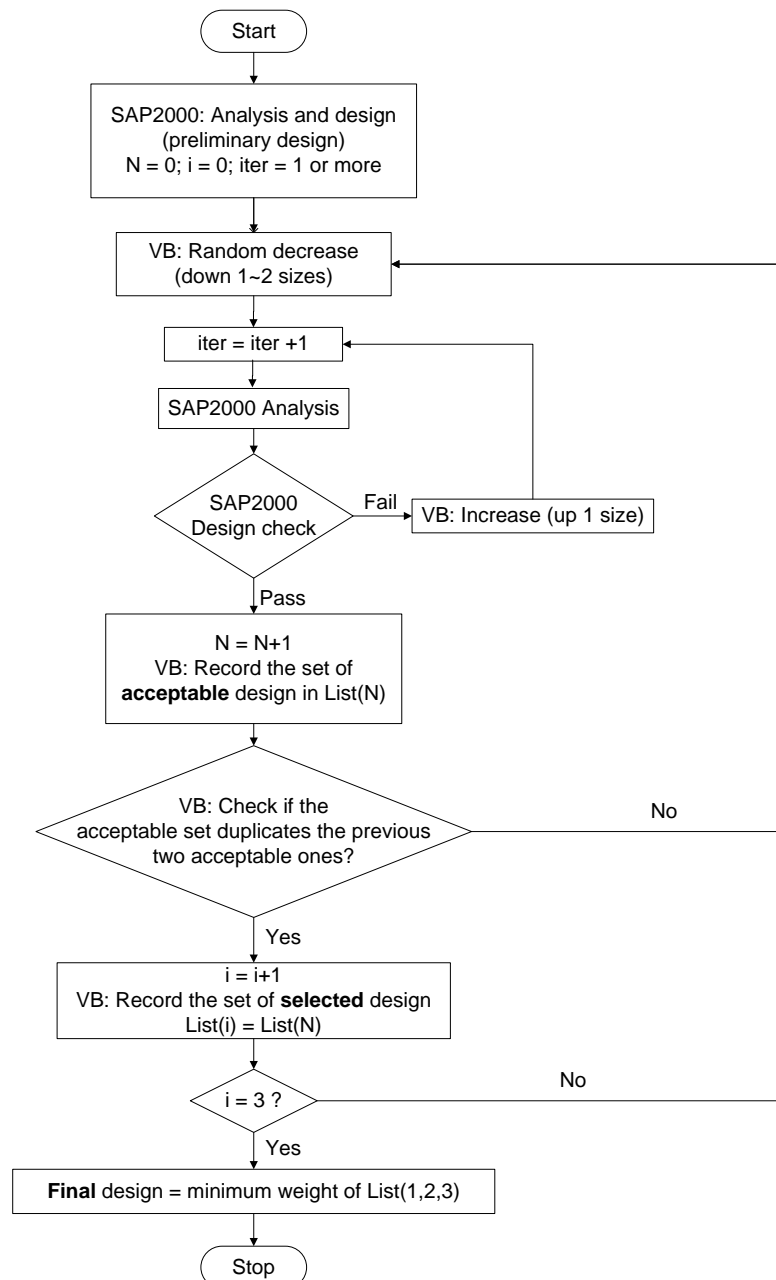 Start
SAP2000: Analysis and design
(preliminary design)
N = 0; i = 0; iter = 1 or more
VB: Random decrease
(down 1~2 sizes)
iter = iter +1
SAP2000 Analysis
SAP2000
Design check
Fail
VB: Increase (up 1 size)
Pass
N = N+1
VB: Record the set of
acceptable design in List(N)
VB: Check if the
acceptable set duplicates the previous
two acceptable ones?
No
Yes
i = i+1
VB: Record the set of selected design
List(i) = List(N)
i = 3 ?
No
Yes
Final design = minimum weight of List(1,2,3)
Stop